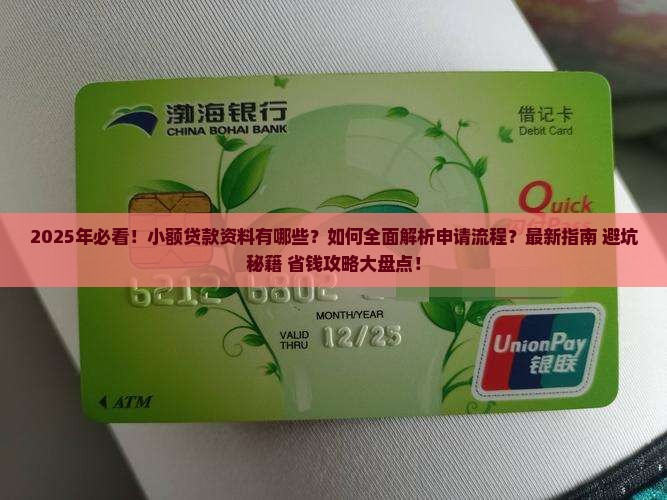 渤海银行
CHINA BOHAI BANK
借记卡
Debit Card
Quick
2025年必看！小额贷款资料有哪些？如何全面解析申请流程？最新指南 避坑
秘籍 省钱攻略大盘点！
6212 6802
MONTH/YEAR
VALID THRU 12/25
ATM
UnionPay
银联